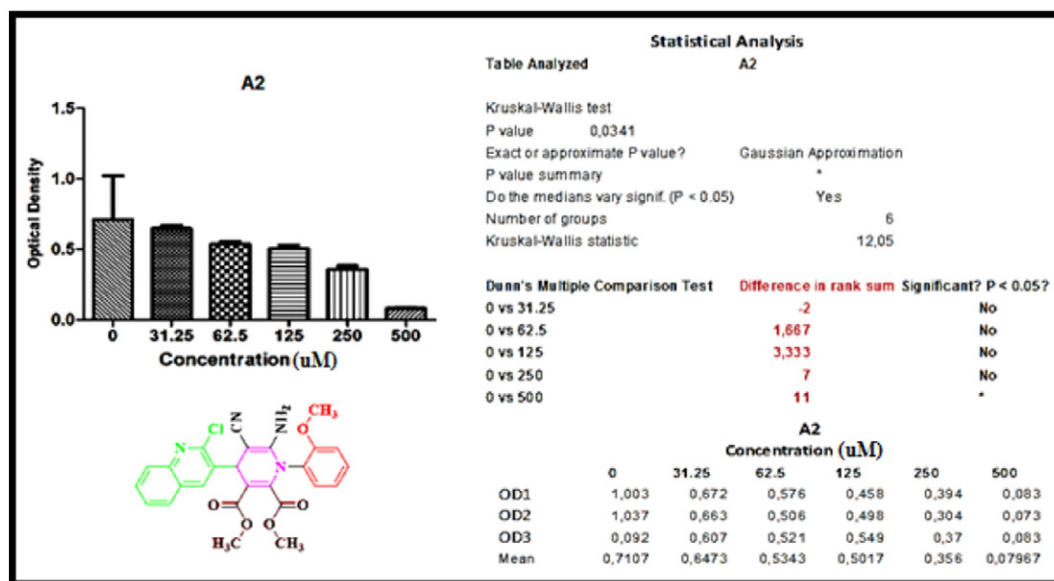 A2
Optical Density
1.5
1.0
0.5
0.0
0 31.25 62.5 125 250 500
Concentration (uM)
N
Cl
CN
NH2
O CH3
N
O O
O O
H3C CH3
Statistical Analysis
Table Analyzed A2
Kruskal-Wallis test
P value 0,0341
Exact or approximate P value? Gaussian Approximation
P value summary *
Do the medians vary signif. (P < 0.05) Yes
Number of groups 6
Kruskal-Wallis statistic 12,05
Dunn's Multiple Comparison Test Difference in rank sum Significant? P < 0.05?
0 vs 31.25 -2 No
0 vs 62.5 1,667 No
0 vs 125 3,333 No
0 vs 250 7 No
0 vs 500 11 *
A2
Concentration (uM)
0 31.25 62.5 125 250 500
OD1 1,003 0,672 0,576 0,458 0,394 0,083
OD2 1,037 0,663 0,506 0,498 0,304 0,073
OD3 0,092 0,607 0,521 0,549 0,37 0,083
Mean 0,7107 0,6473 0,5343 0,5017 0,356 0,07967